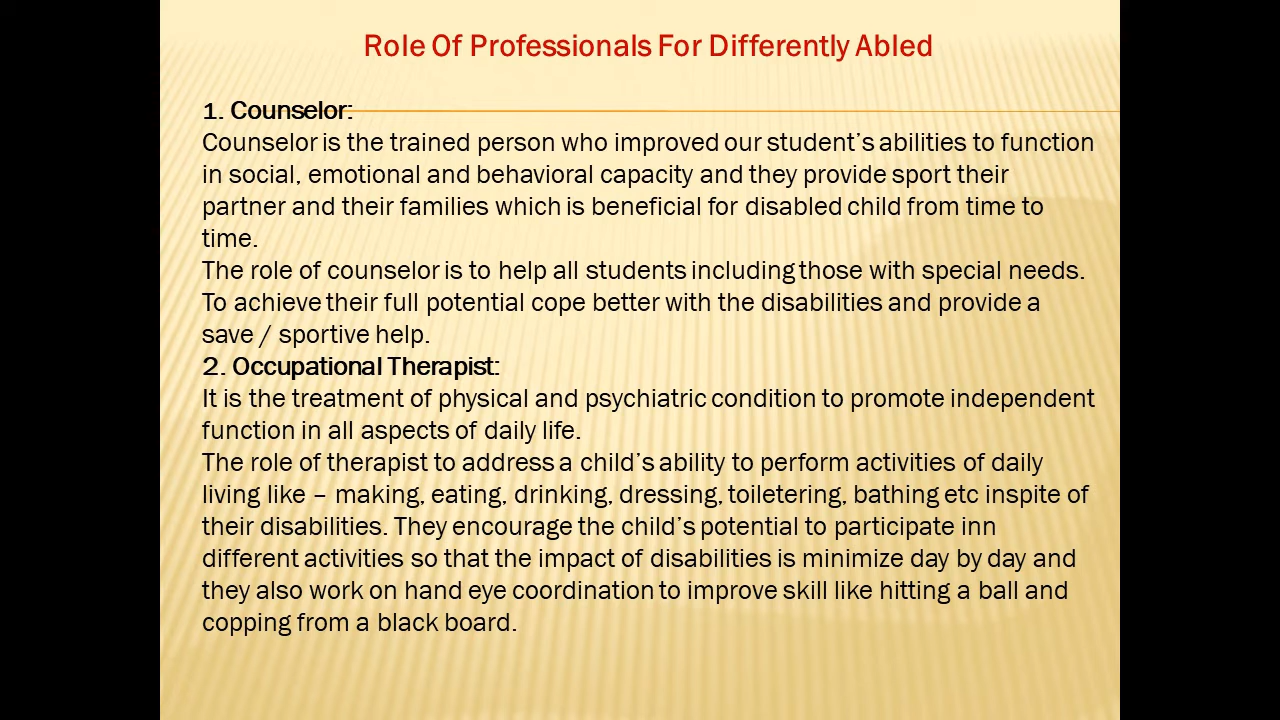 Role Of Professionals For Differently Abled
1. Counselor:
Counselor is the trained person who improved our student's abilities to function
in social, emotional and behavioral capacity and they provide sport their
partner and their families which is beneficial for disabled child from time to
time.
The role of counselor is to help all students including those with special needs.
To achieve their full potential cope better with the disabilities and provide a
save / sportive help.
2. Occupational Therapist:
It is the treatment of physical and psychiatric condition to promote independent
function in all aspects of daily life.
The role of therapist to address a child's ability to perform activities of daily
living like – making, eating, drinking, dressing, toiletering, bathing etc inspite of
their disabilities. They encourage the child's potential to participate inn
different activities so that the impact of disabilities is minimize day by day and
they also work on hand eye coordination to improve skill like hitting a ball and
copping from a black board.